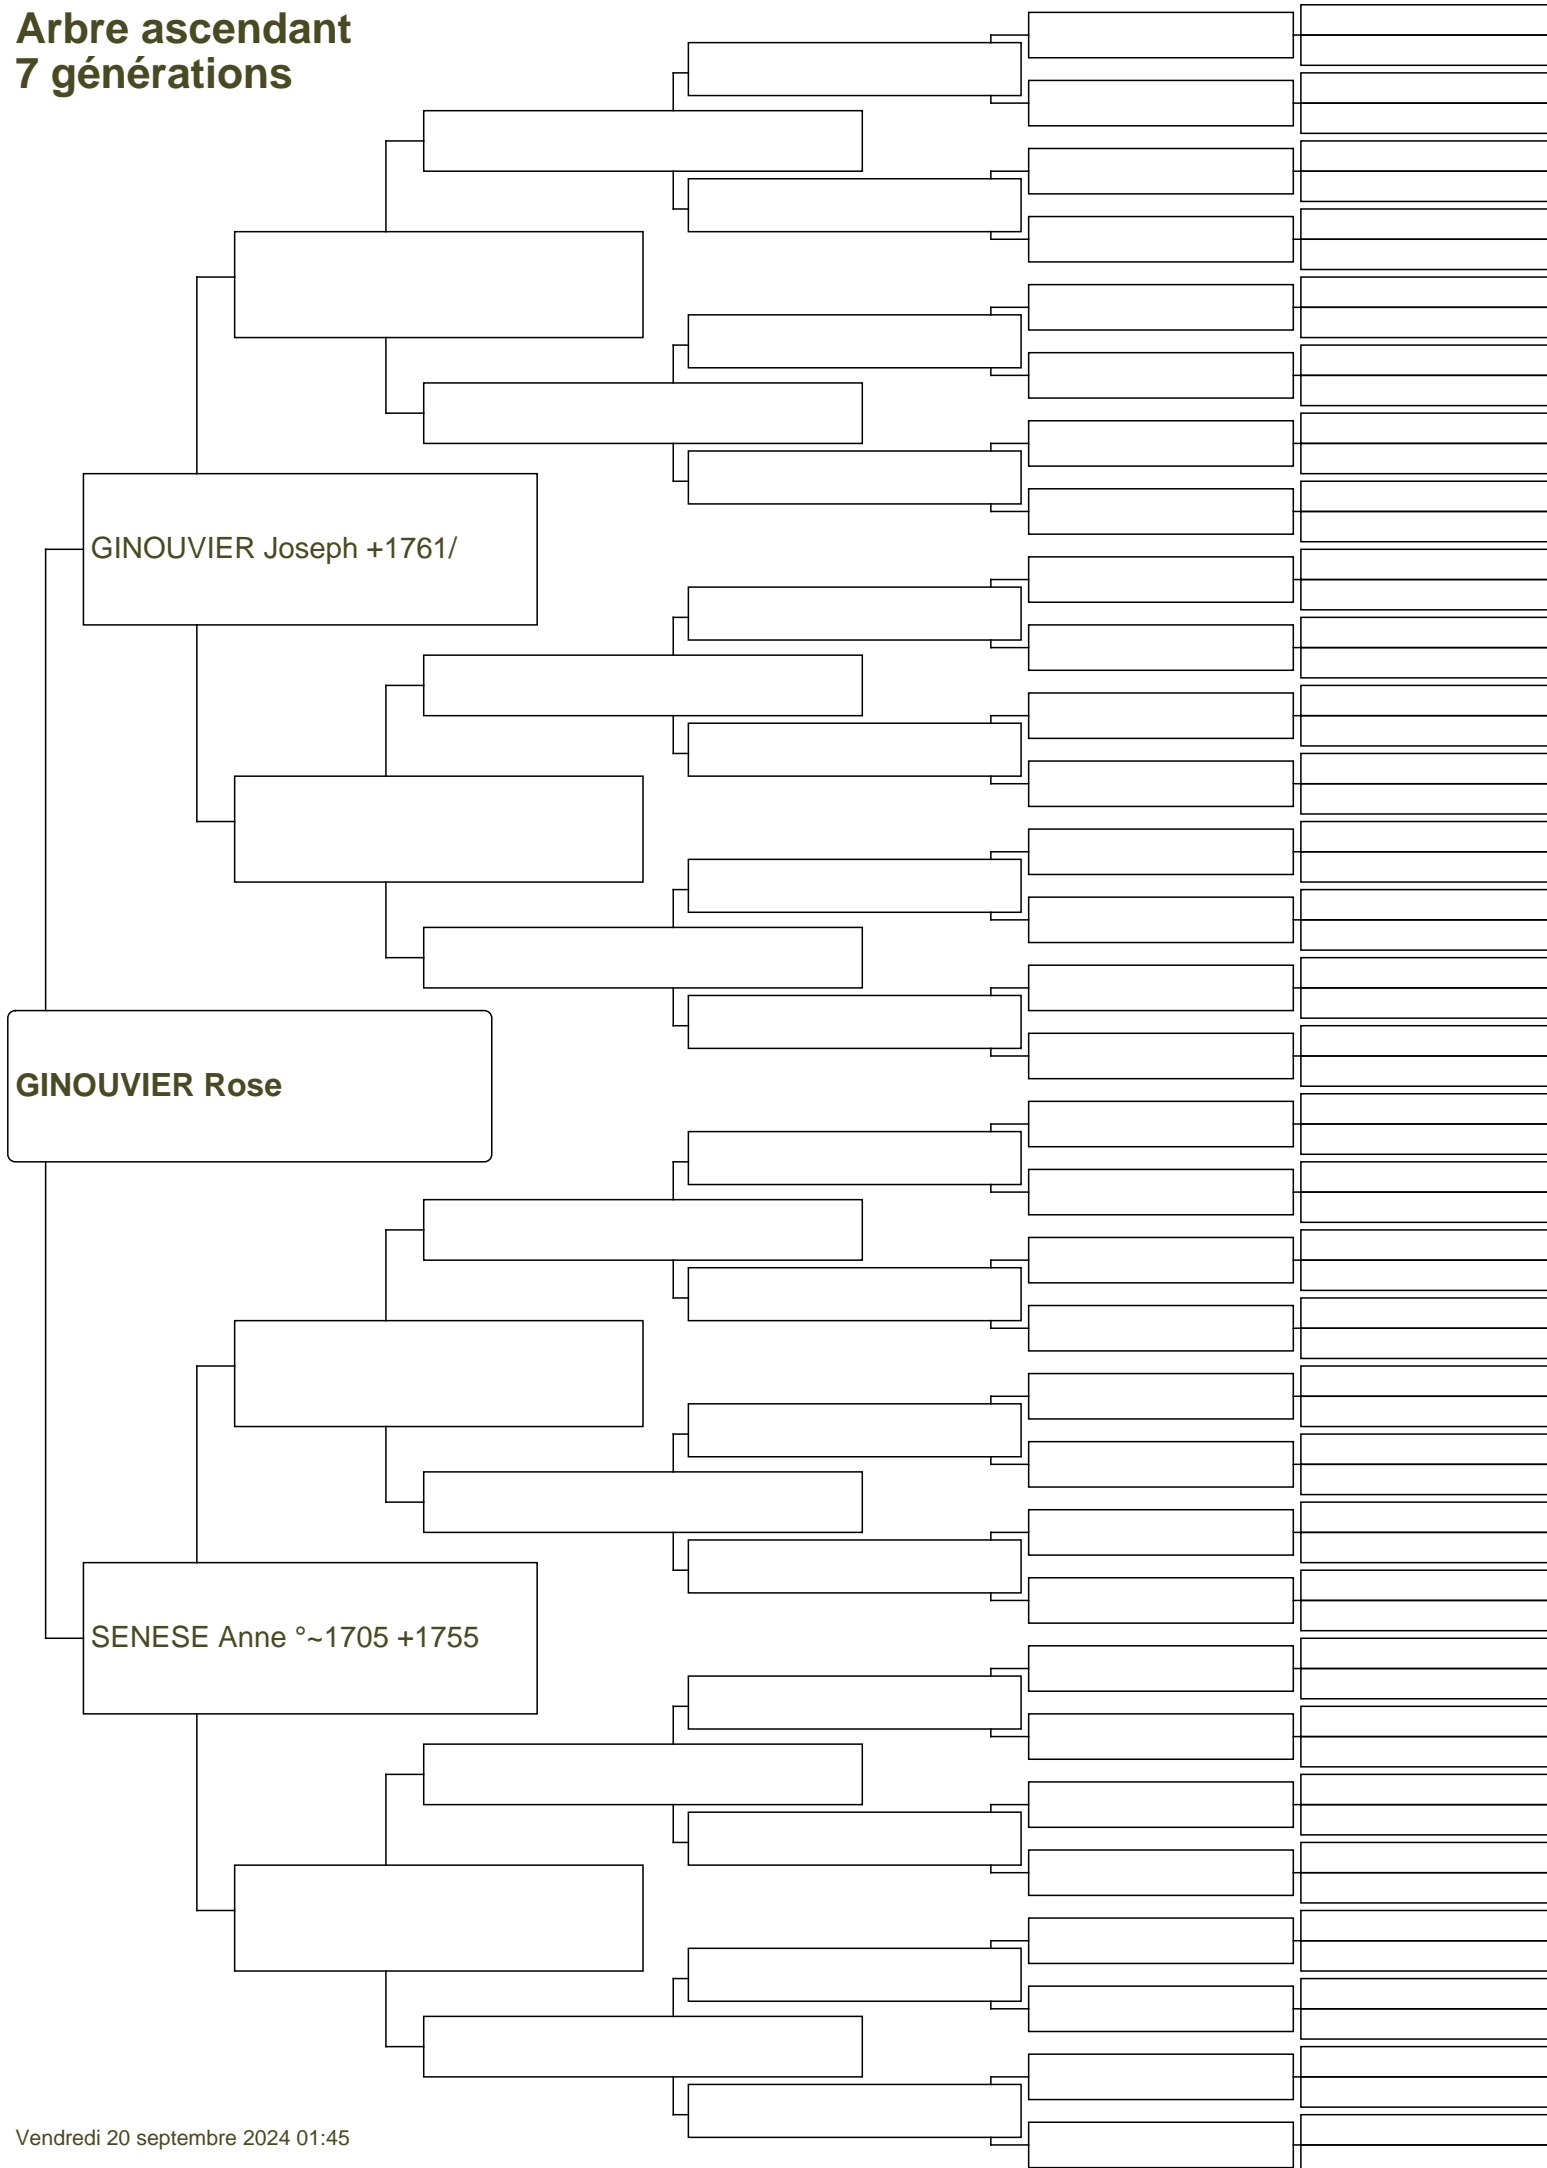 Arbre ascendant
7 générations
GINOUVIER Joseph +1761/
GINOUVIER Rose
SENESE Anne °~1705 +1755
Vendredi 20 septembre 2024 01:45